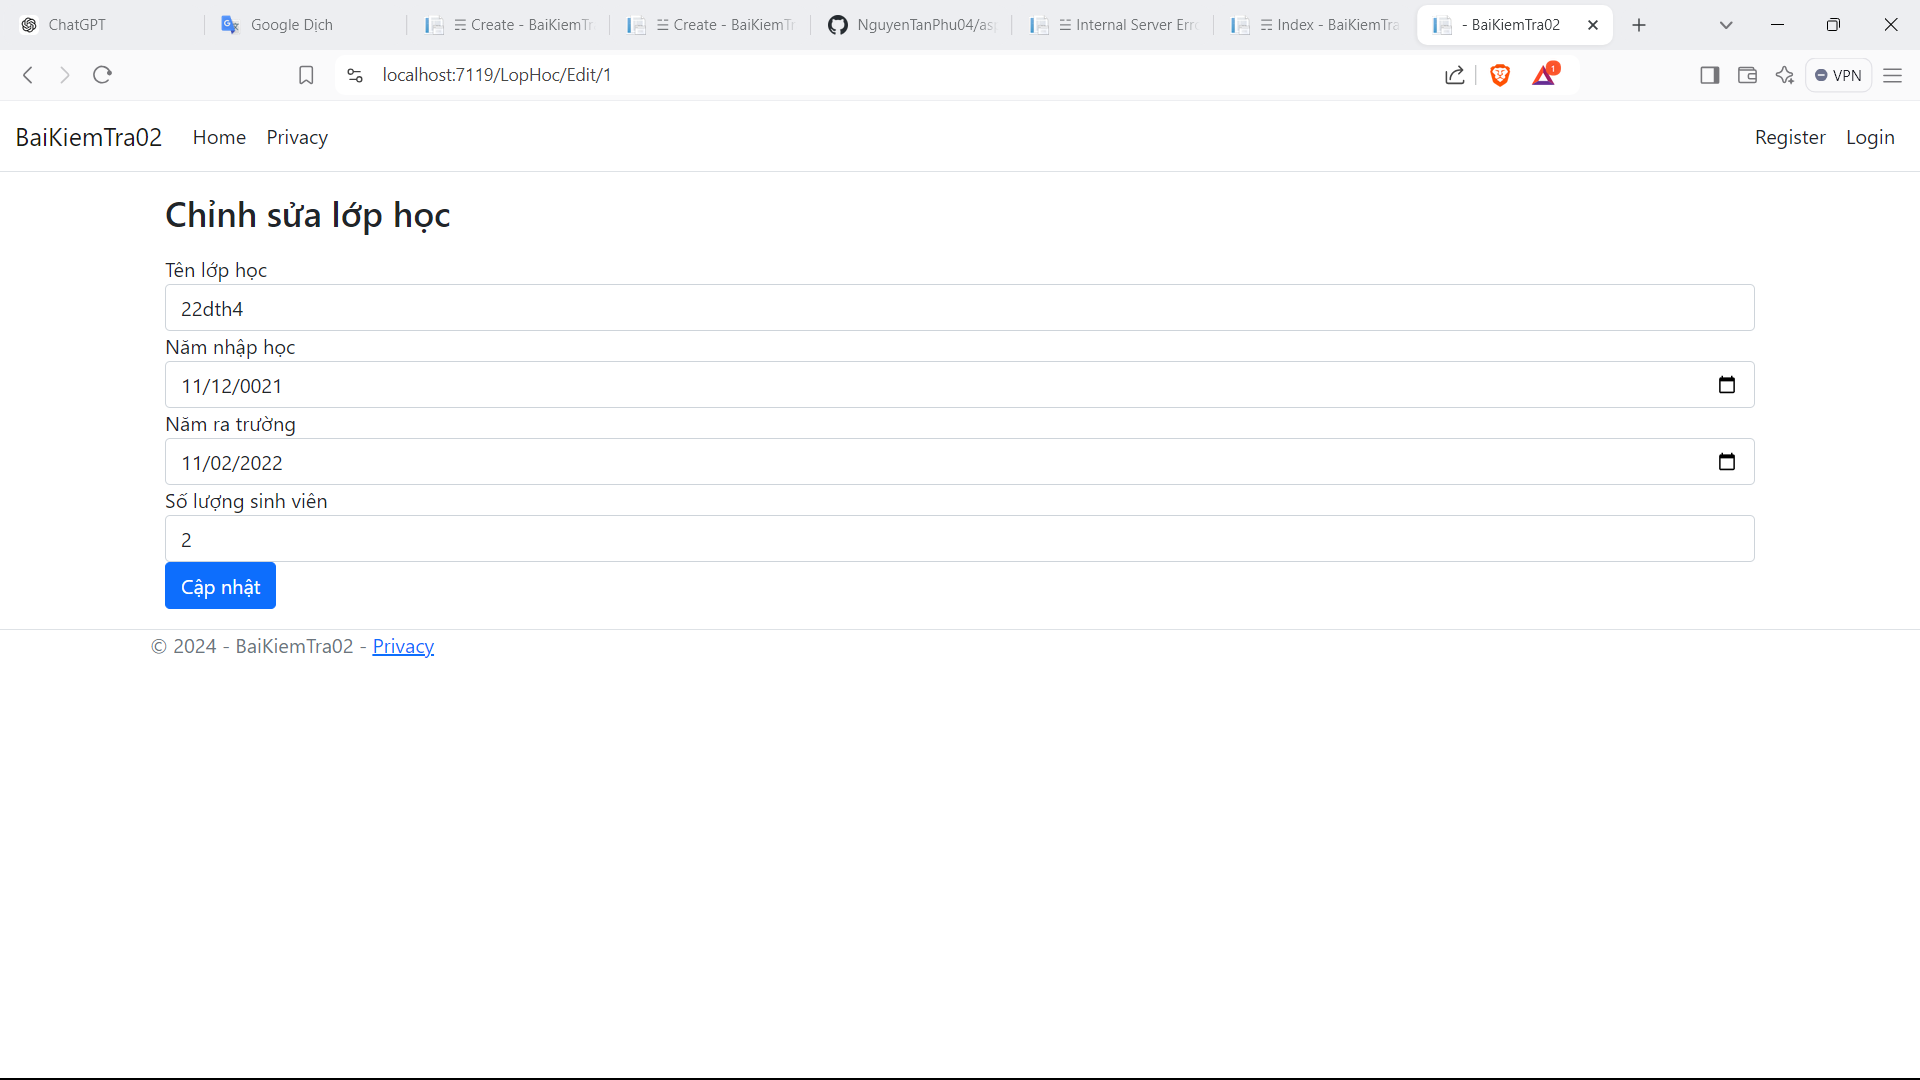 ChatGPT
Google Dịch
Create - BaiKiemTr
Create - BaiKiemTr
NguyenTanPhu04/as
Internal Server Erro
Index - BaiKiemTra
- BaiKiemTra02
localhost:7119/LopHoc/Edit/1
1
VPN
BaiKiemTra02 Home Privacy Register Login
Chỉnh sửa lớp học
Tên lớp học
22dth4
Năm nhập học
11/12/0021
Năm ra trường
11/02/2022
Số lượng sinh viên
2
Cập nhật
© 2024 - BaiKiemTra02 - Privacy